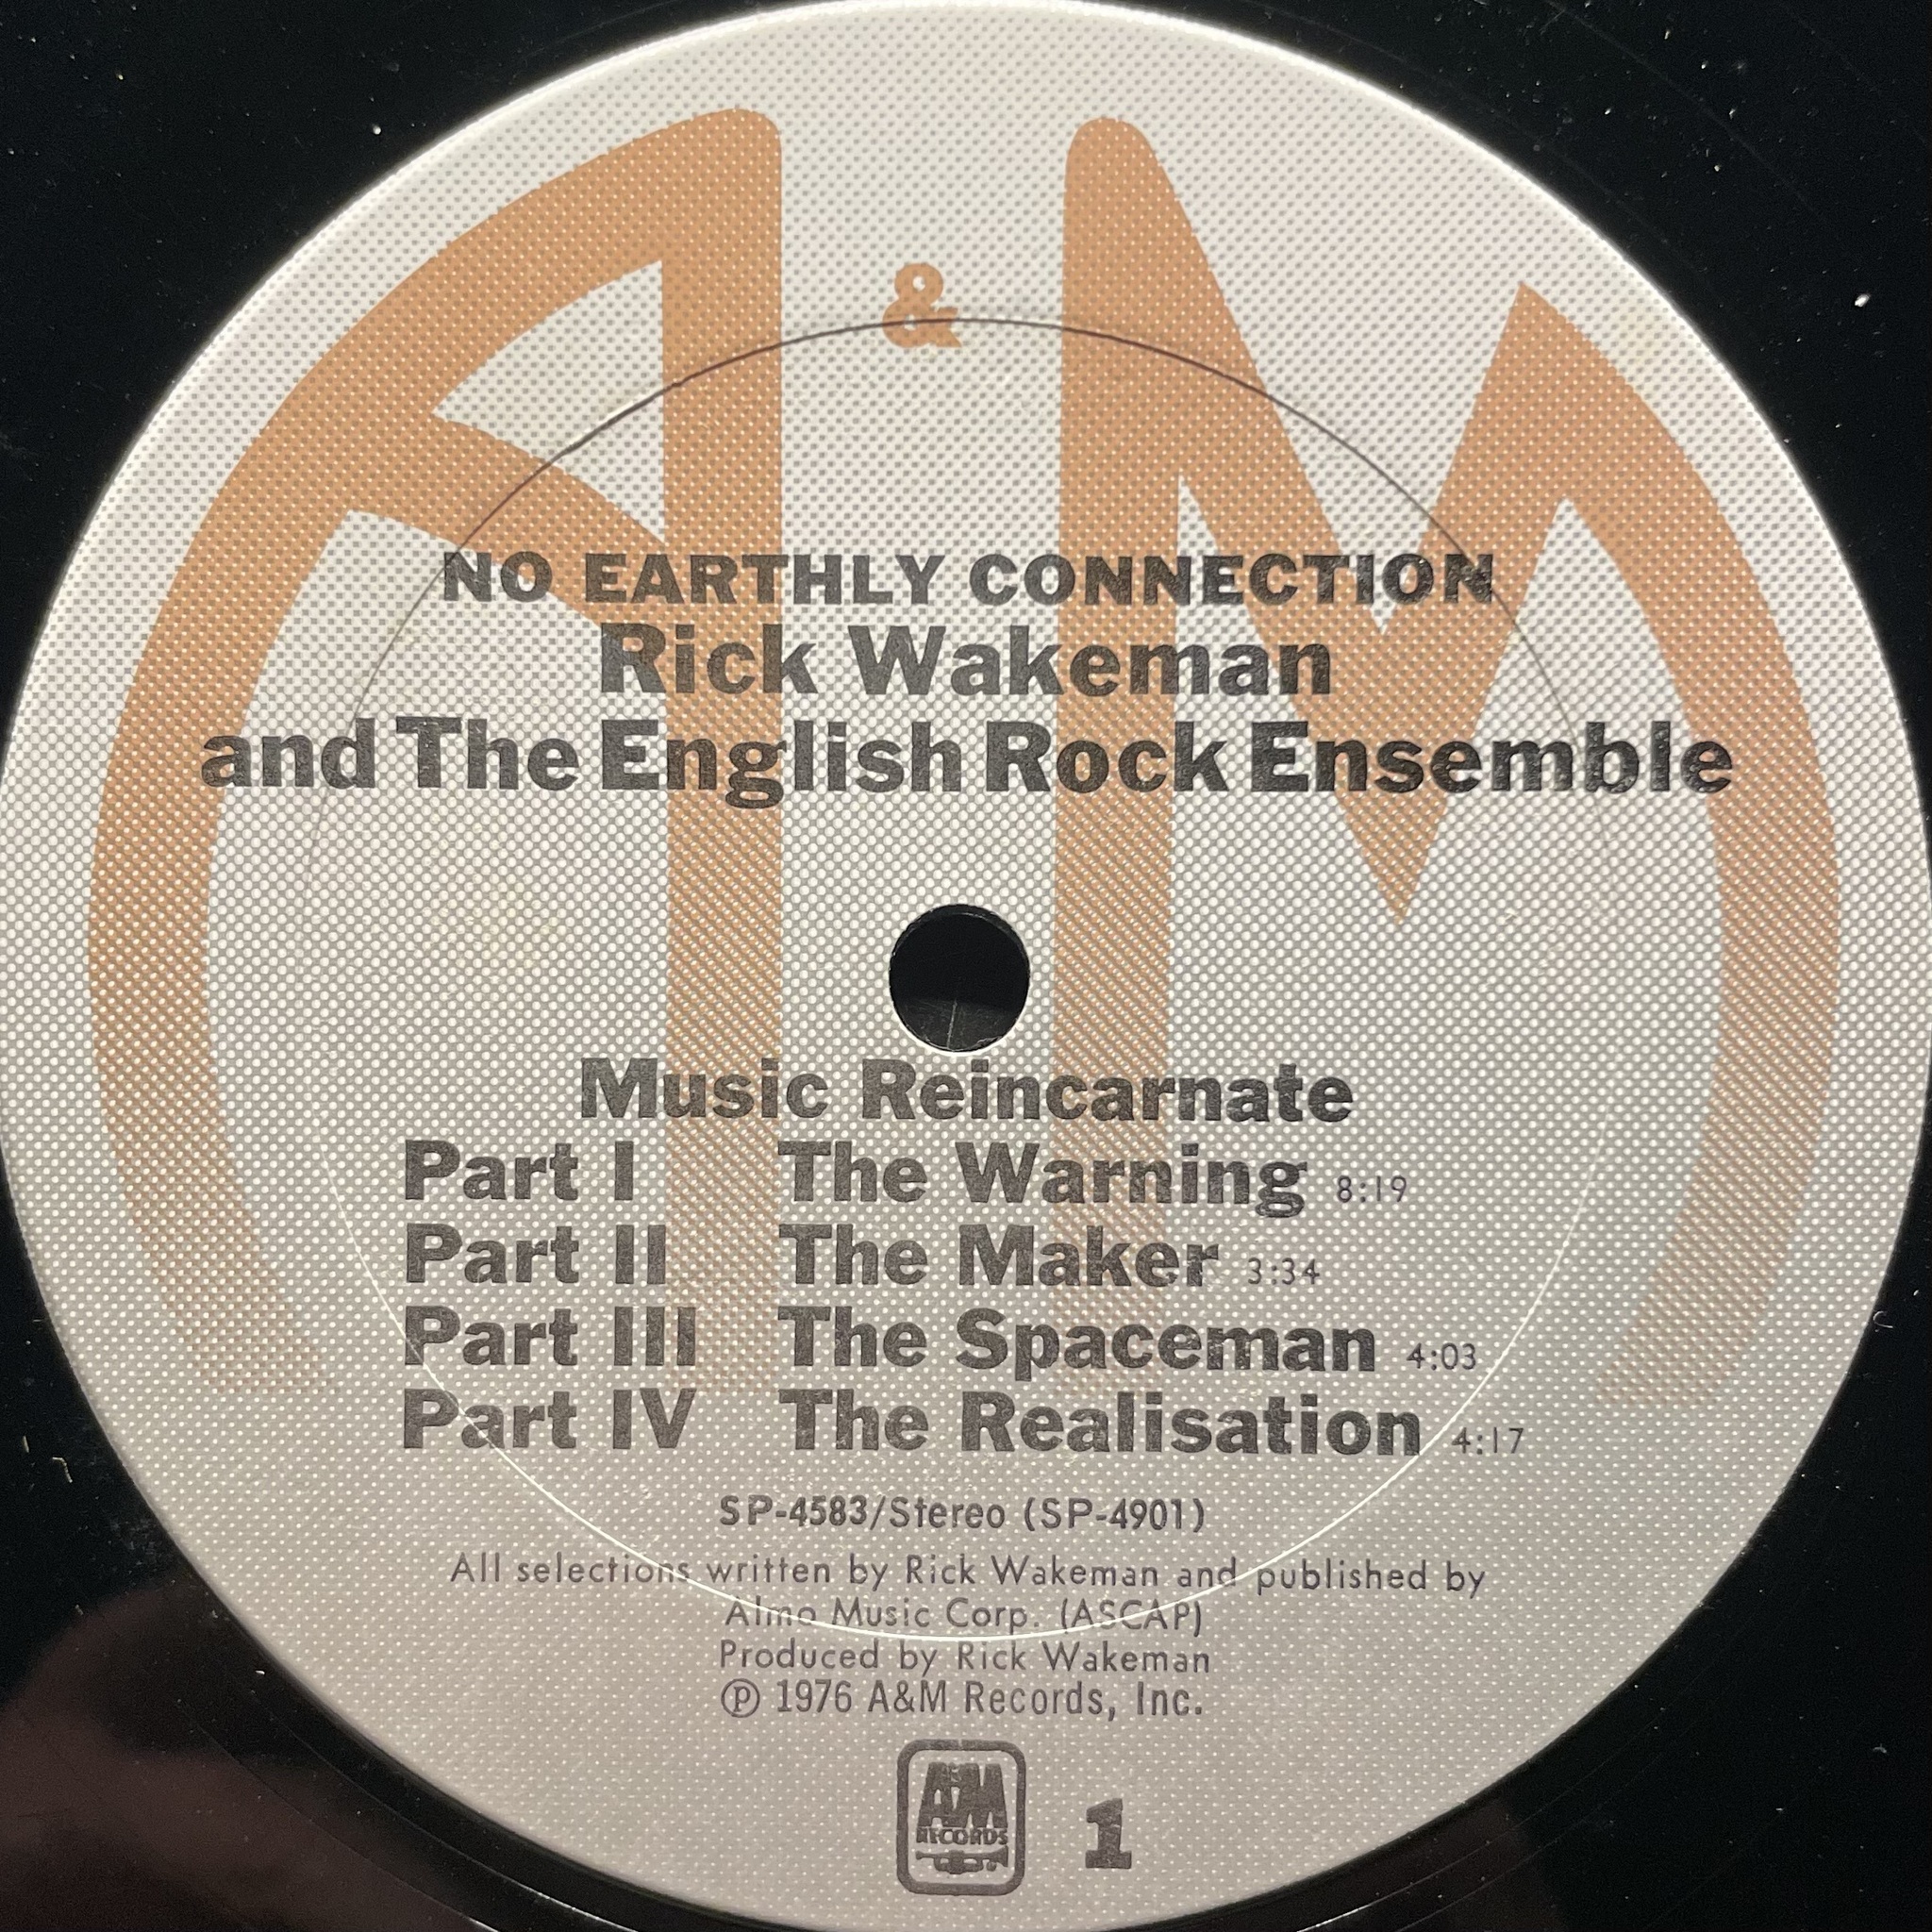 A & M
NO EARTHLY CONNECTION
Rick Wakeman
and The English Rock Ensemble
Music Reincarnate
Part I The Warning 8:19
Part II The Maker 3:34
Part III The Spaceman 4:03
Part IV The Realisation 4:17
SP-4583/Stereo (SP-4901)
All selections written by Rick Wakeman and published by
Almo Music Corp. (ASCAP)
Produced by Rick Wakeman
℗ 1976 A&M Records, Inc.
A&M
RECORDS
1